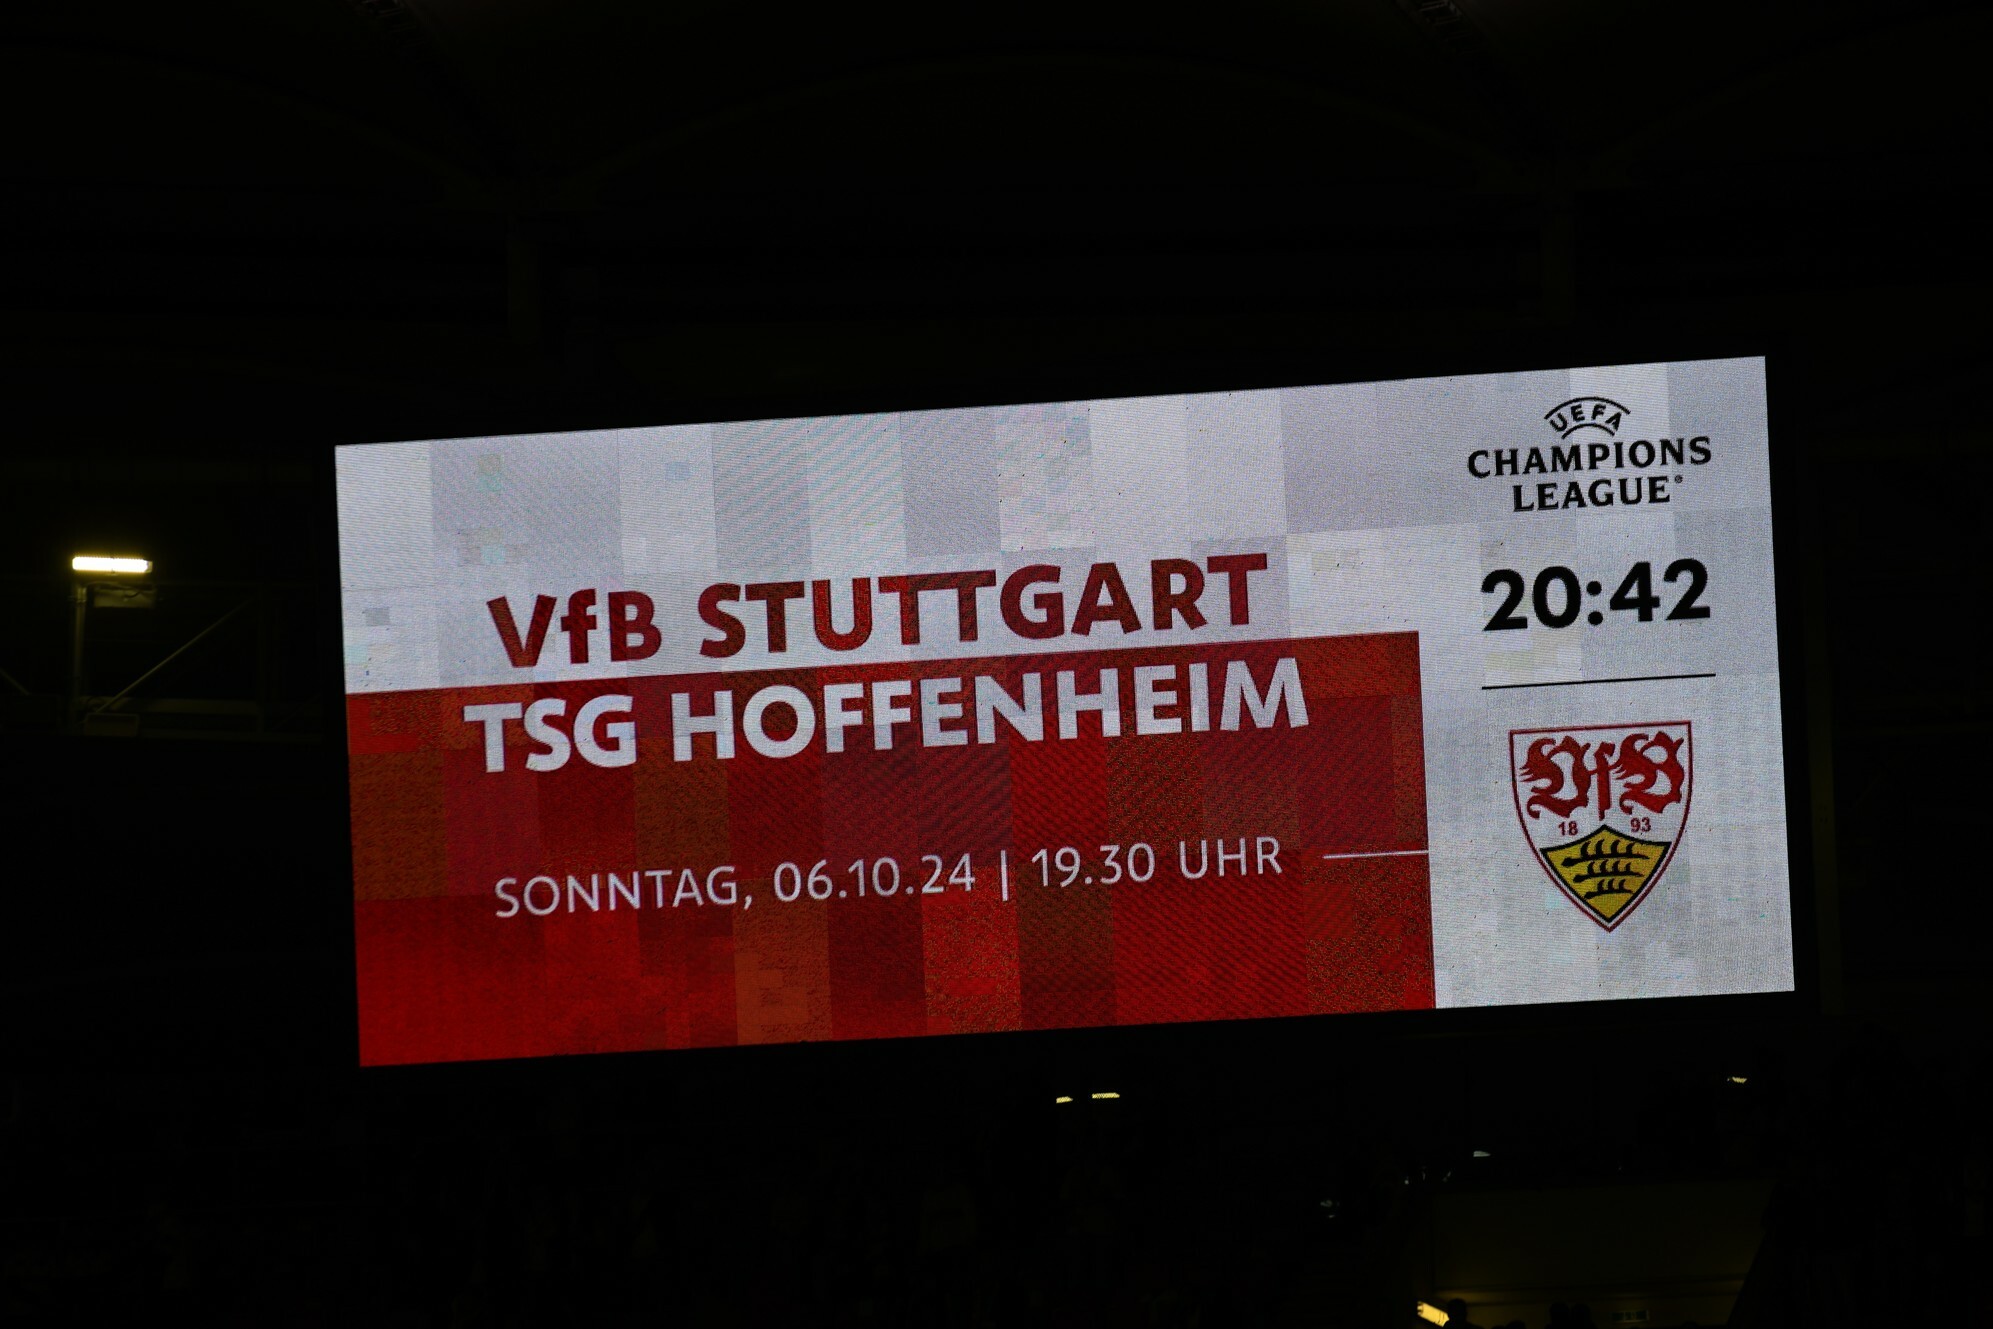 UEFA
CHAMPIONS
LEAGUE®
20:42
VfB STUTTGART
TSG HOFFENHEIM
SONNTAG, 06.10.24 | 19.30 UHR
VfB
18 93